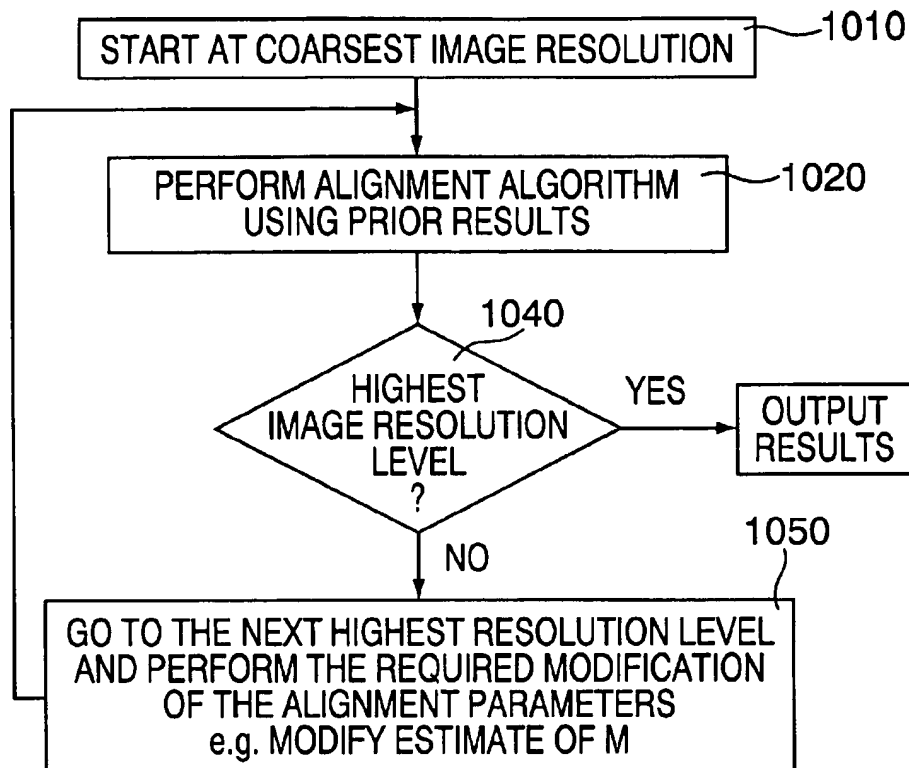 START AT COARSEST IMAGE RESOLUTION
1010
PERFORM ALIGNMENT ALGORITHM
USING PRIOR RESULTS
1020
1040
HIGHEST
IMAGE RESOLUTION
LEVEL
?
YES
OUTPUT
RESULTS
NO
1050
GO TO THE NEXT HIGHEST RESOLUTION LEVEL
AND PERFORM THE REQUIRED MODIFICATION
OF THE ALIGNMENT PARAMETERS
e.g. MODIFY ESTIMATE OF M